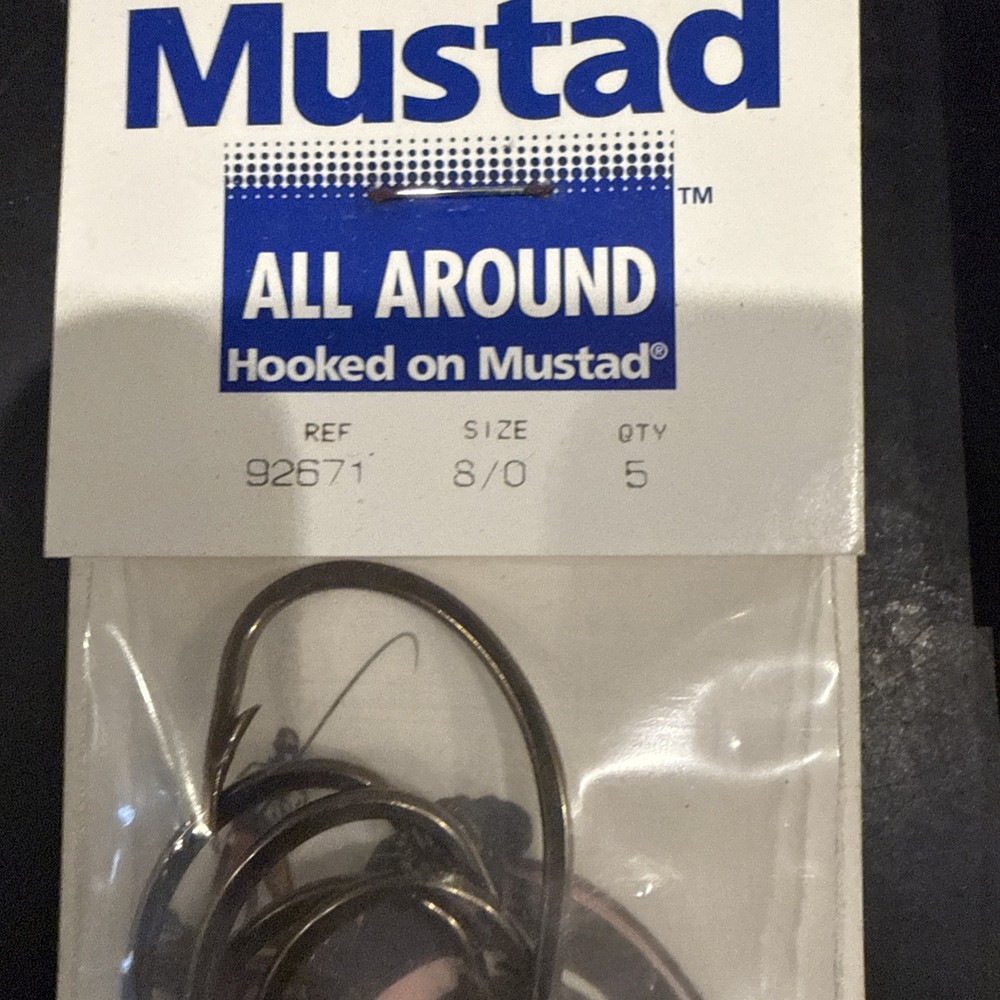 Mustad
TM
ALL AROUND
Hooked on Mustad®
REF SIZE QTY
92671 8/0 5